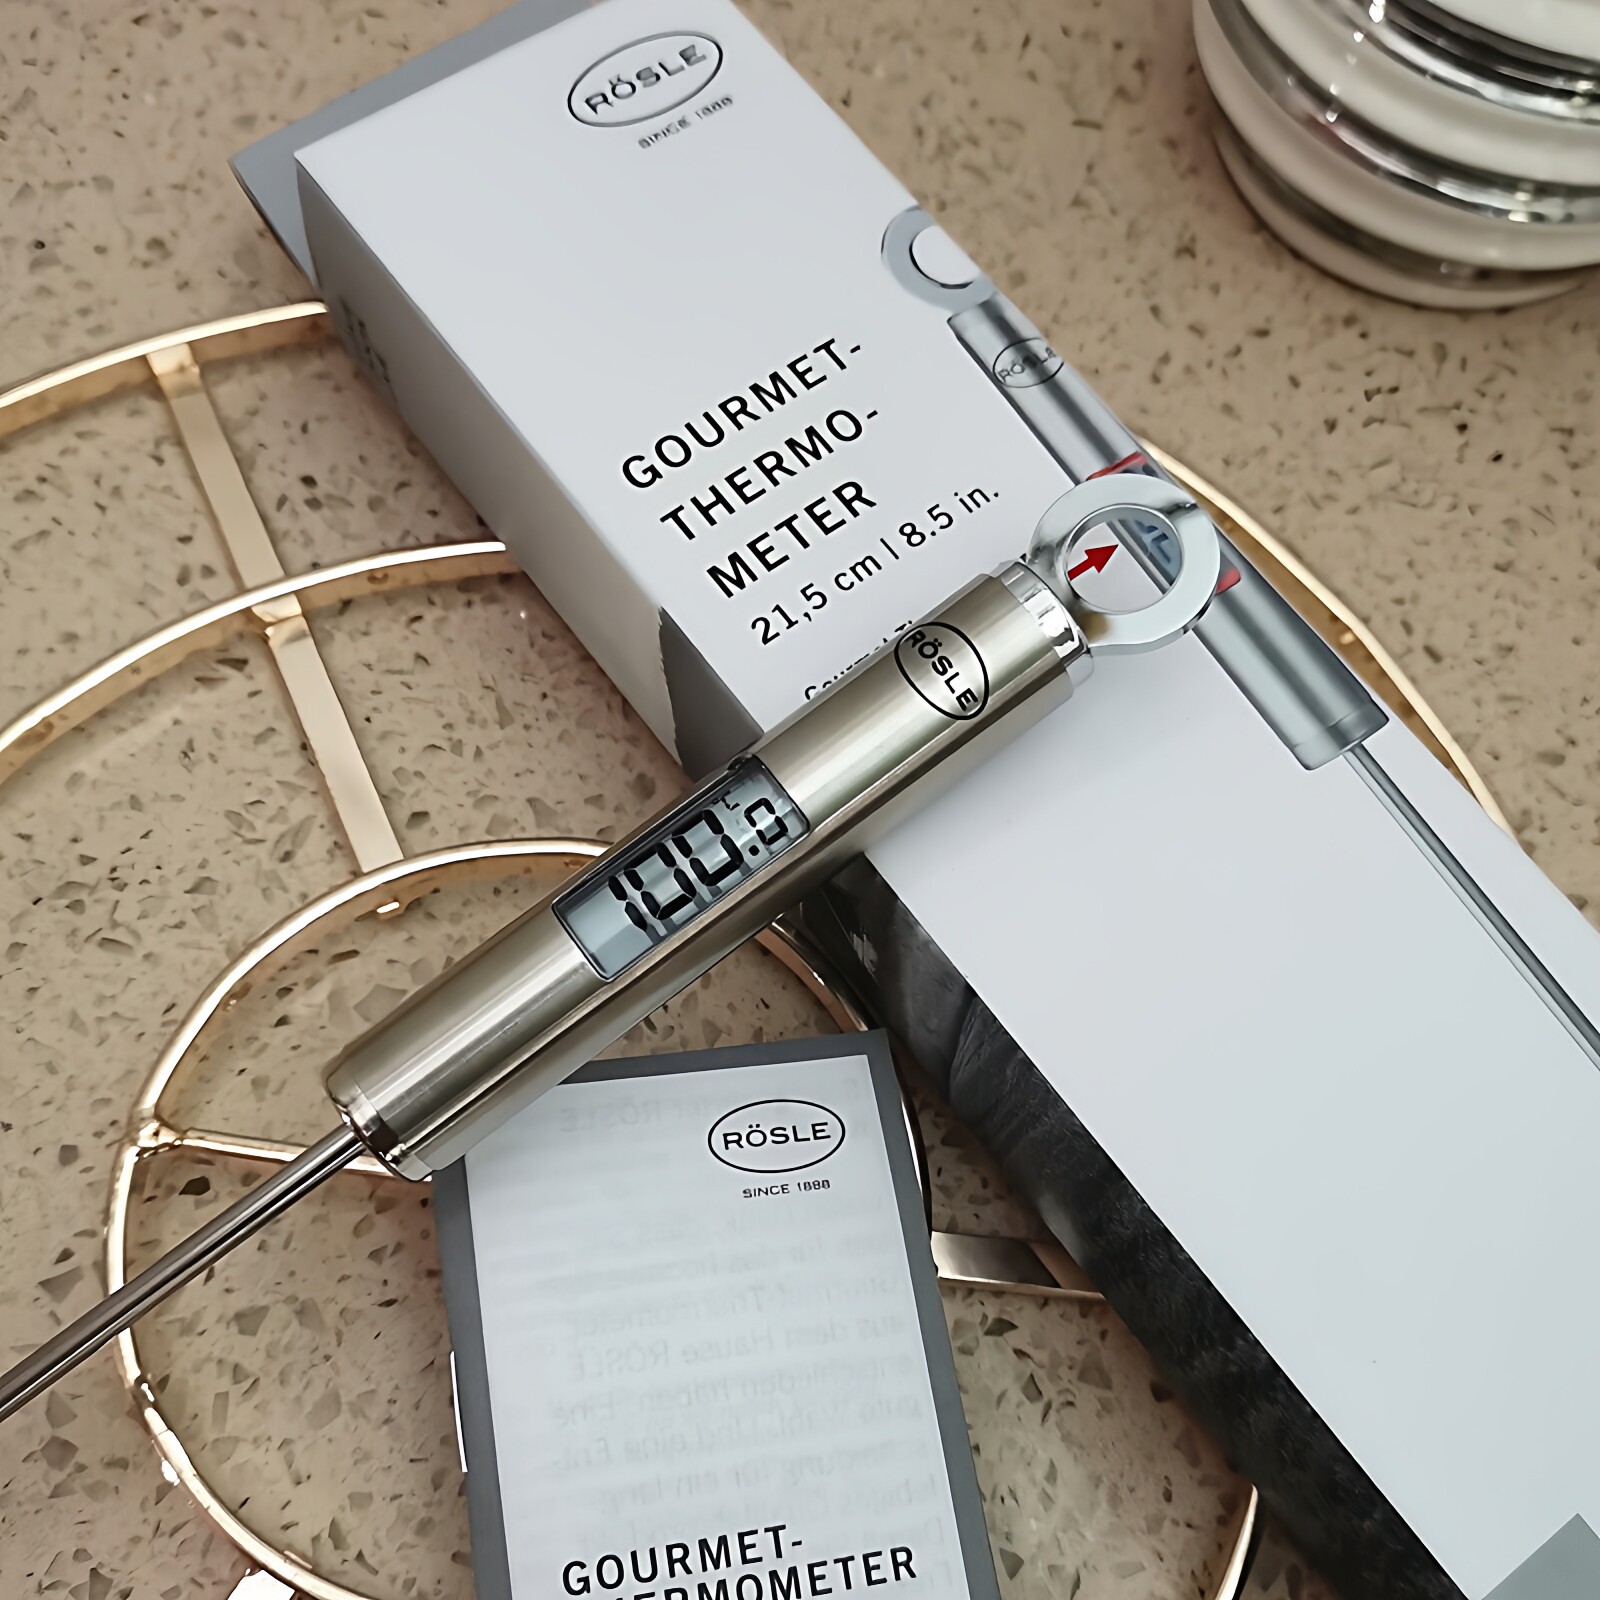 RÖSLE
SINCE 1888
GOURMET-
THERMO-
METER
21,5 cm | 8.5 in.
RÖSLE
RÖSLE
°C
100.0
RÖSLE
SINCE 1888
GOURMET-
THERMOMETER